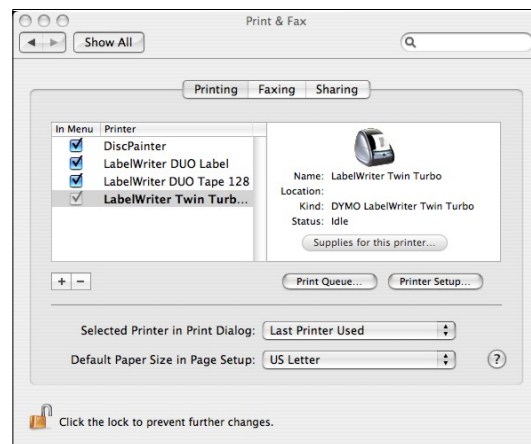 Print & Fax
Show All
Printing Faxing Sharing
In Menu Printer
DiscPainter
LabelWriter DUO Label
LabelWriter DUO Tape 128
LabelWriter Twin Turb...
Name: LabelWriter Twin Turbo
Location:
Kind: DYMO LabelWriter Twin Turbo
Status: Idle
Supplies for this printer...
+ −
Print Queue... Printer Setup...
Selected Printer in Print Dialog: Last Printer Used
Default Paper Size in Page Setup: US Letter
?
Click the lock to prevent further changes.